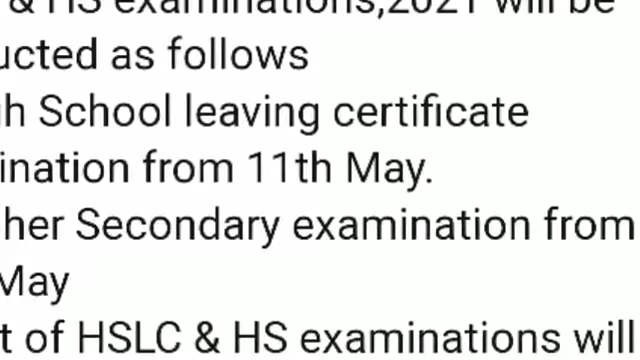 & HS examinations,2021 will be
ucted as follows
gh School leaving certificate
ination from 11th May.
her Secondary examination from
May
t of HSLC & HS examinations will